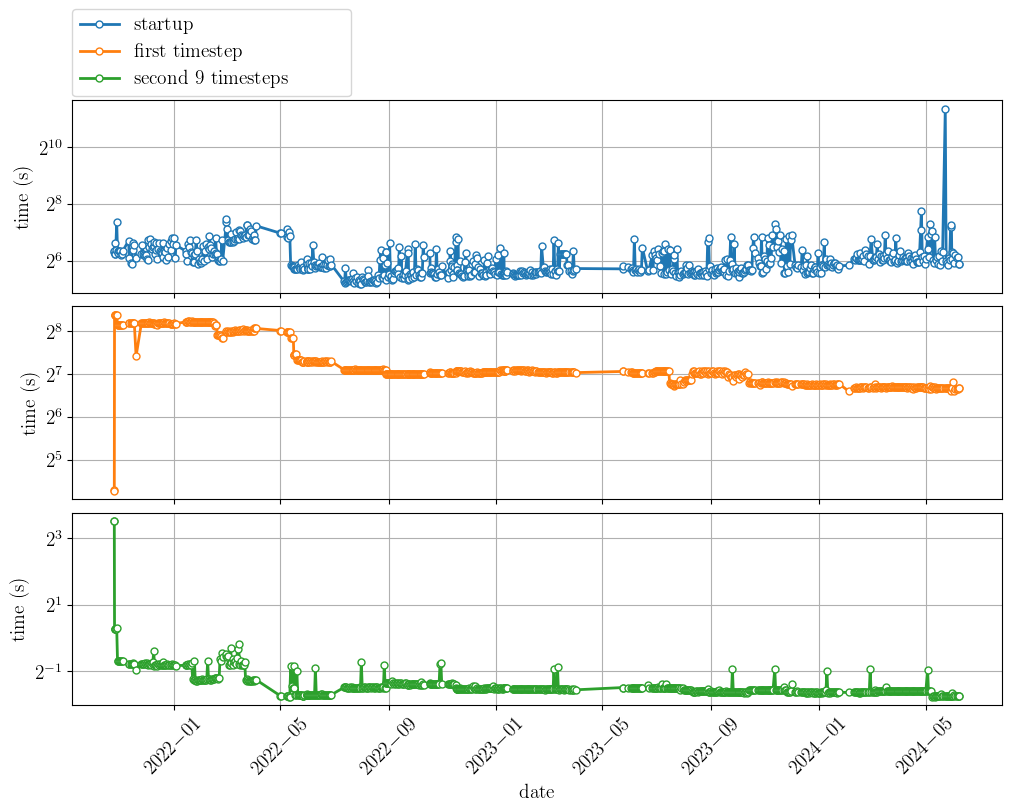 startup
first timestep
second 9 timesteps
time (s)
2^10
2^8
2^6
time (s)
2^8
2^7
2^6
2^5
time (s)
2^3
2^1
2^−1
2022−01
2022−05
2022−09
2023−01
2023−05
2023−09
2024−01
2024−05
date